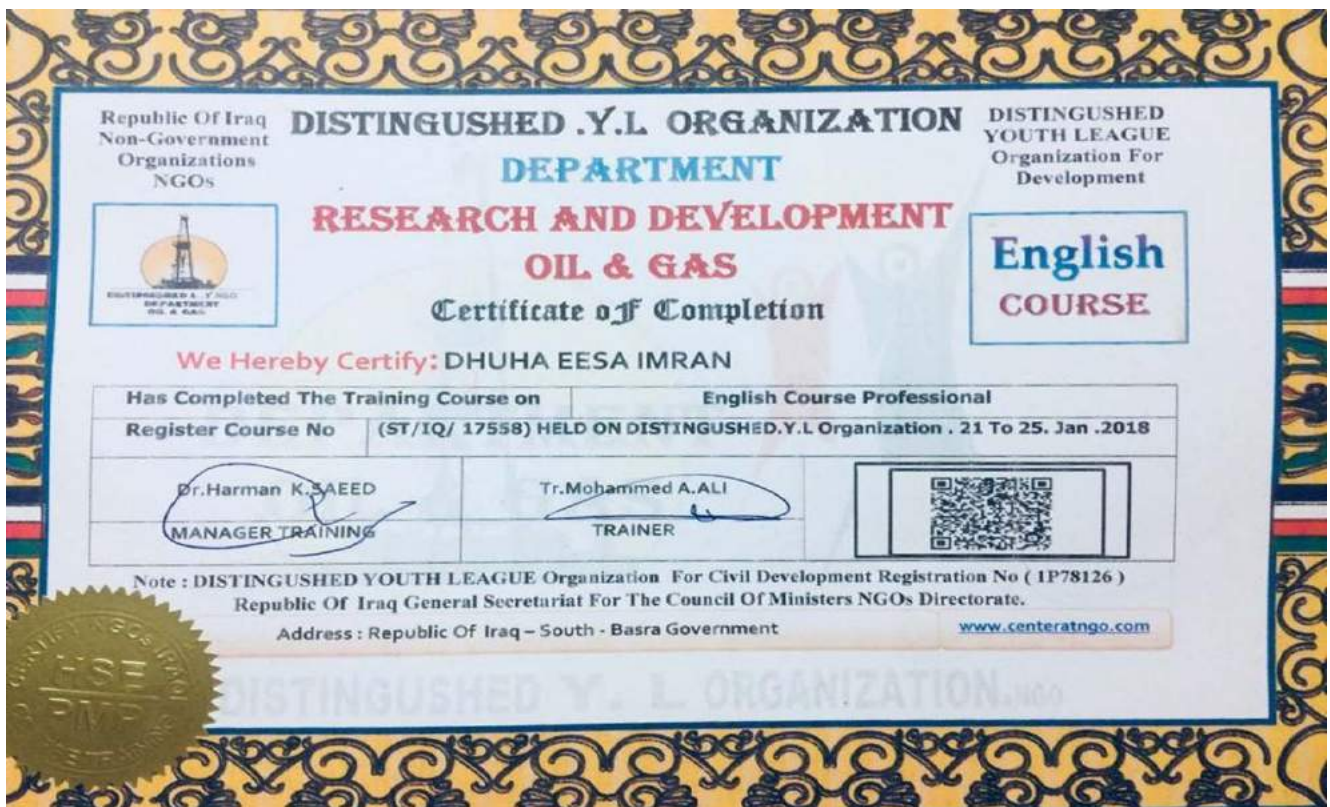 Republic Of Iraq
Non-Government
Organizations
NGOs
DISTINGUSHED .Y.L ORGANIZATION
DEPARTMENT
RESEARCH AND DEVELOPMENT
OIL & GAS
Certificate oF Completion
DISTINGUSHED
YOUTH LEAGUE
Organization For
Development
DEPARTMENT
OIL & GAS
English
COURSE
We Hereby Certify: DHUHA EESA IMRAN
Has Completed The Training Course on English Course Professional
Register Course No (ST/IQ/ 17558) HELD ON DISTINGUSHED.Y.L Organization . 21 To 25. Jan .2018
Dr.Harman K.SAEED
MANAGER TRAINING
Tr.Mohammed A.ALI
TRAINER
Note : DISTINGUSHED YOUTH LEAGUE Organization For Civil Development Registration No ( 1P78126 )
Republic Of Iraq General Secretariat For The Council Of Ministers NGOs Directorate.
Address : Republic Of Iraq – South - Basra Government
www.centeratngo.com
HSE
PMP
DISTINGUSHED Y. L ORGANIZATION.NGO